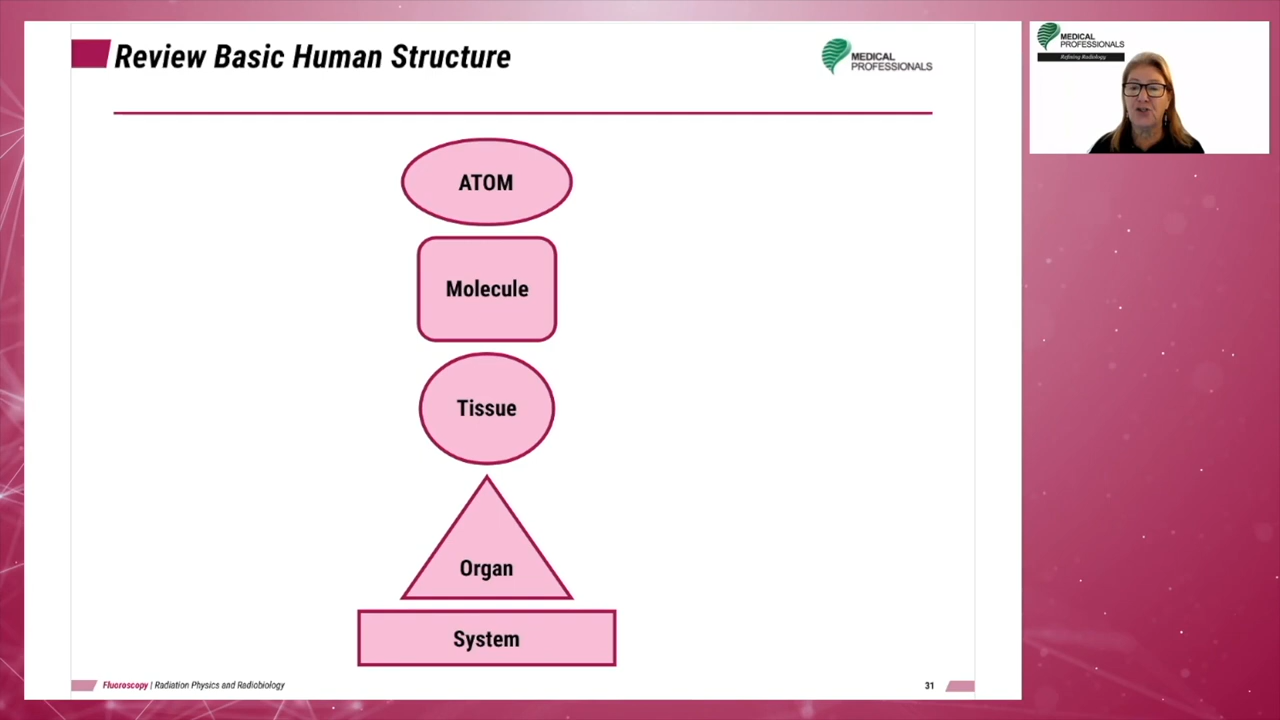 Review Basic Human Structure
MEDICAL
PROFESSIONALS
ATOM
Molecule
Tissue
Organ
System
Fluoroscopy | Radiation Physics and Radiobiology
31
MEDICAL
PROFESSIONALS
Refining Radiology